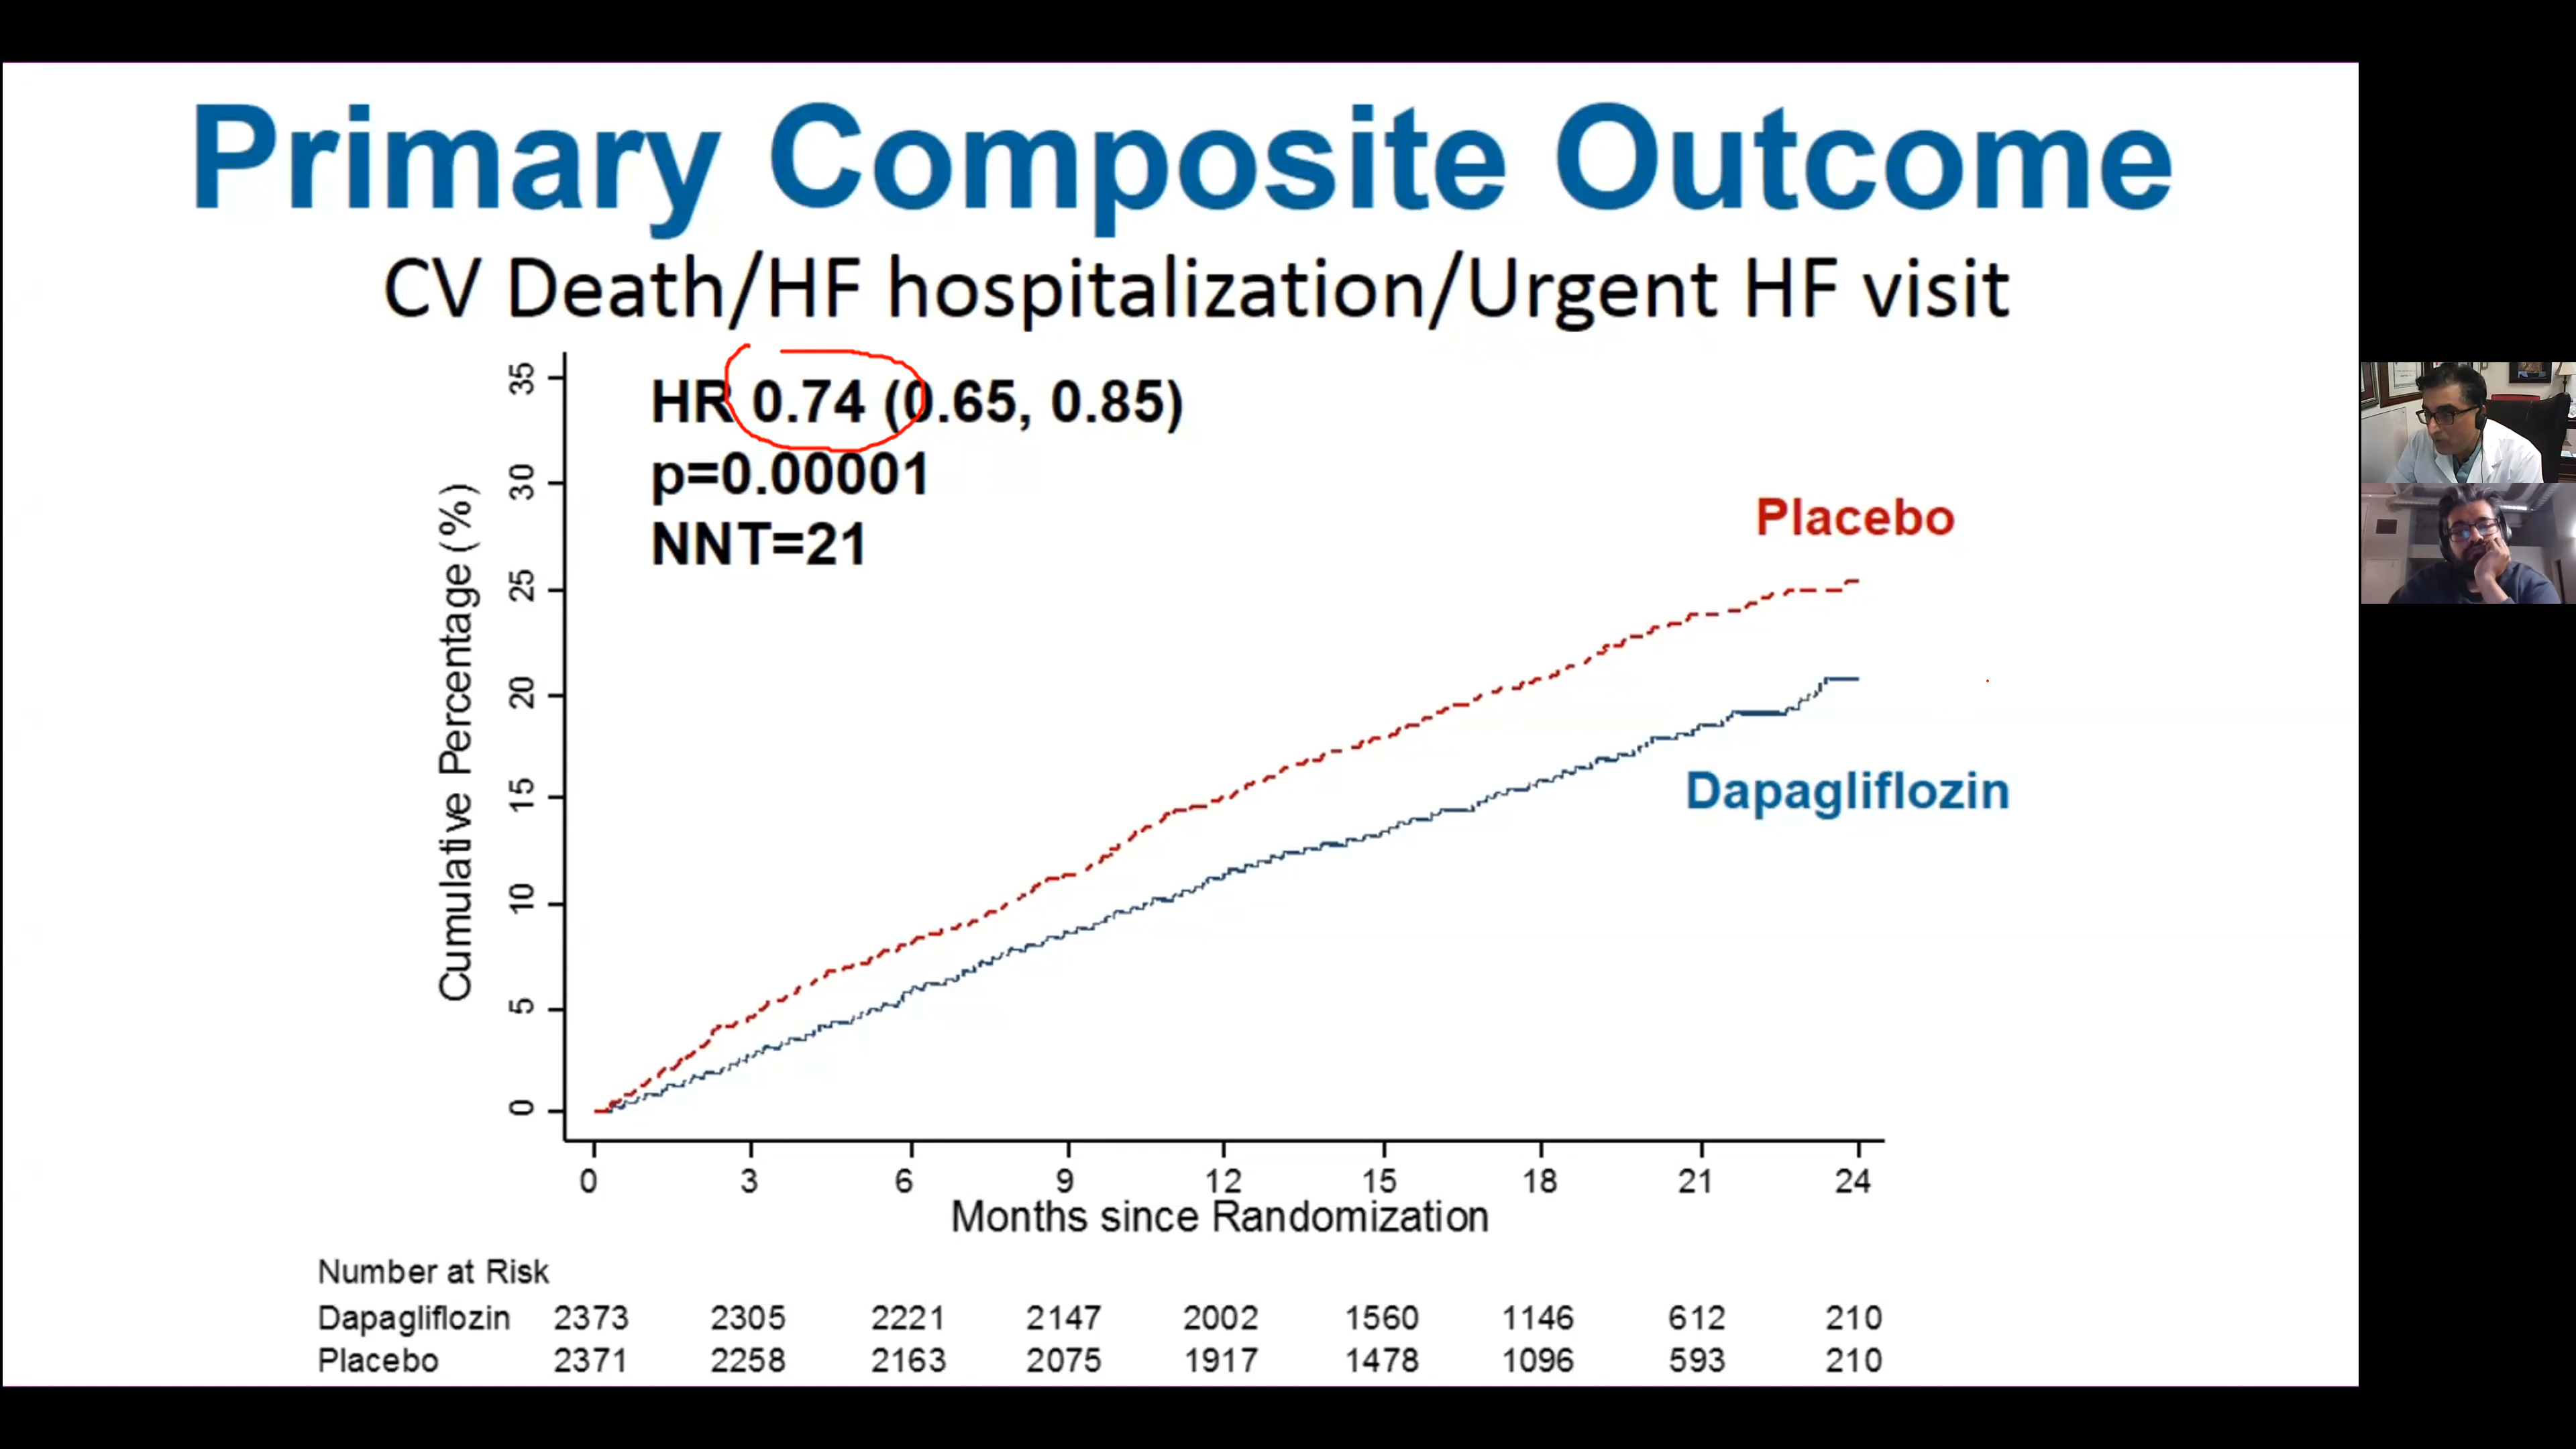 Primary Composite Outcome
CV Death/HF hospitalization/Urgent HF visit
HR 0.74 (0.65, 0.85)
p=0.00001
NNT=21
Placebo
Dapagliflozin
Cumulative Percentage (%)
35
30
25
20
15
10
5
0
0 3 6 9 12 15 18 21 24
Months since Randomization
Number at Risk
Dapagliflozin 2373 2305 2221 2147 2002 1560 1146 612 210
Placebo 2371 2258 2163 2075 1917 1478 1096 593 210